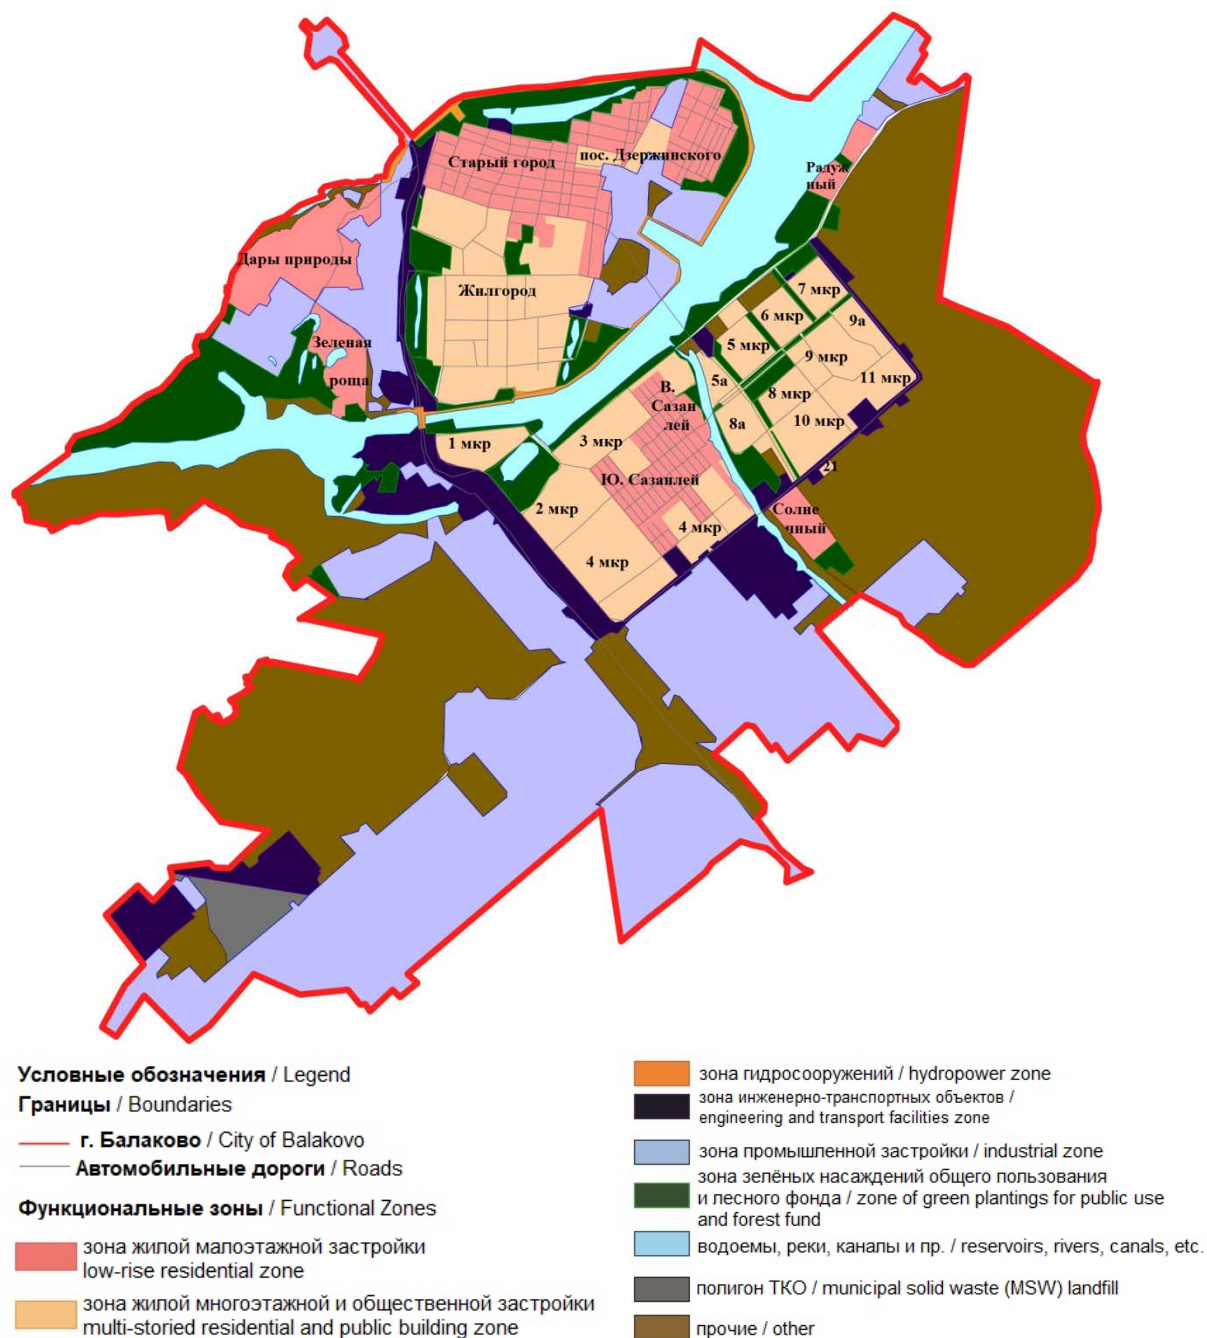 Старый город
пос. Дзержинского
Радуж
ный
Дары природы
Жилгород
7 мкр
6 мкр
9а
5 мкр
Зеленая
роща
9 мкр
5а
11 мкр
В.
Сазан
лей
8 мкр
8а
10 мкр
1 мкр
3 мкр
21
Ю. Сазанлей
2 мкр
Солне
чный
4 мкр
4 мкр
Условные обозначения / Legend
Границы / Boundaries
г. Балаково / City of Balakovo
Автомобильные дороги / Roads
Функциональные зоны / Functional Zones
зона жилой малоэтажной застройки
low-rise residential zone
зона жилой многоэтажной и общественной застройки
multi-storied residential and public building zone
зона гидросооружений / hydropower zone
зона инженерно-транспортных объектов /
engineering and transport facilities zone
зона промышленной застройки / industrial zone
зона зелёных насаждений общего пользования
и лесного фонда / zone of green plantings for public use
and forest fund
водоемы, реки, каналы и пр. / reservoirs, rivers, canals, etc.
полигон ТКО / municipal solid waste (MSW) landfill
прочие / other